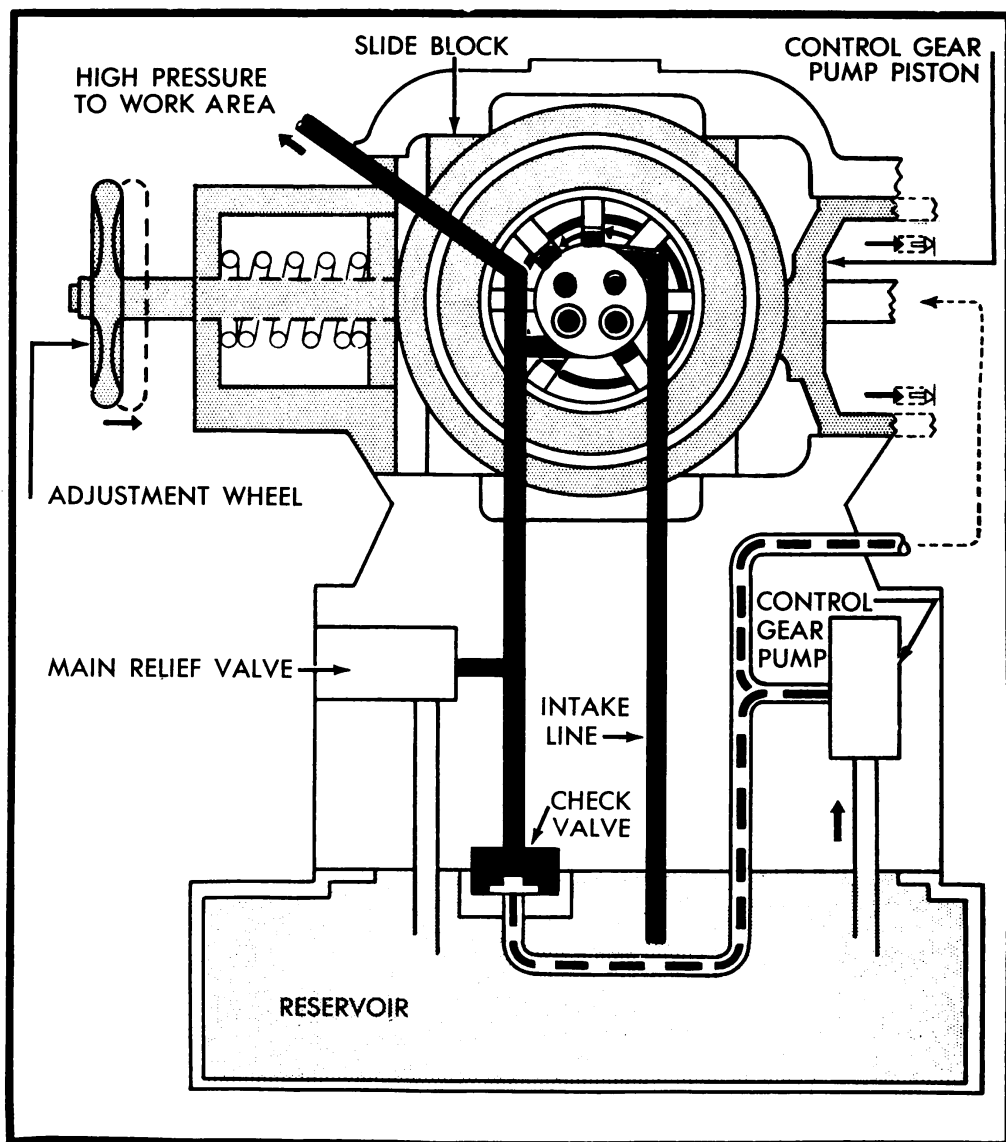 SLIDE BLOCK
CONTROL GEAR
PUMP PISTON
HIGH PRESSURE
TO WORK AREA
ADJUSTMENT WHEEL
CONTROL
GEAR
PUMP
MAIN RELIEF VALVE
INTAKE
LINE
CHECK
VALVE
RESERVOIR